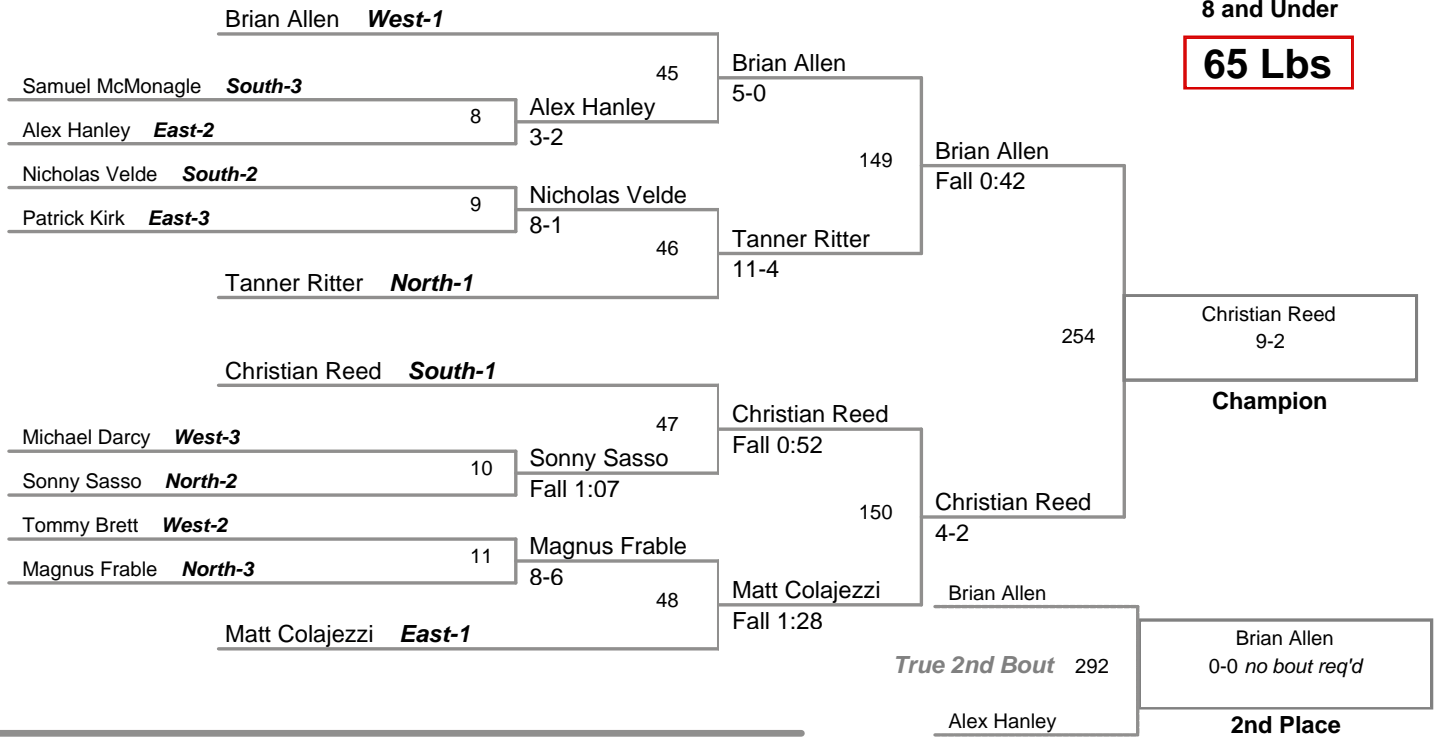 8 and Under
65 Lbs
Brian Allen West-1
Samuel McMonagle South-3
Alex Hanley East-2
Nicholas Velde South-2
Patrick Kirk East-3
Tanner Ritter North-1
Christian Reed South-1
Michael Darcy West-3
Sonny Sasso North-2
Tommy Brett West-2
Magnus Frable North-3
Matt Colajezzi East-1
8
Alex Hanley
3-2
9
Nicholas Velde
8-1
10
Sonny Sasso
Fall 1:07
11
Magnus Frable
8-6
45
Brian Allen
5-0
46
Tanner Ritter
11-4
47
Christian Reed
Fall 0:52
48
Matt Colajezzi
Fall 1:28
149
Brian Allen
Fall 0:42
150
Christian Reed
4-2
254
Christian Reed
9-2
Champion
Brian Allen
True 2nd Bout 292
Alex Hanley
Brian Allen
0-0 no bout req'd
2nd Place